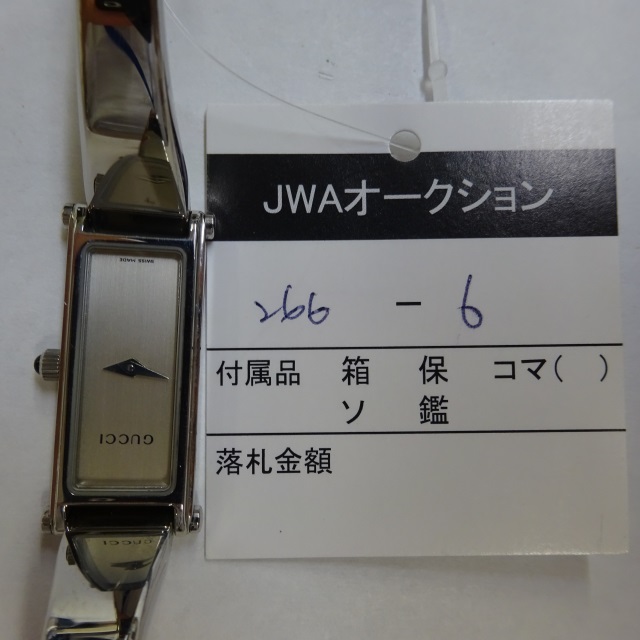 JWAオークション
266 - 6
付属品 箱 保 コマ( )
ソ 鑑
落札金額
SWISS MADE
GUCCI
GUCCI